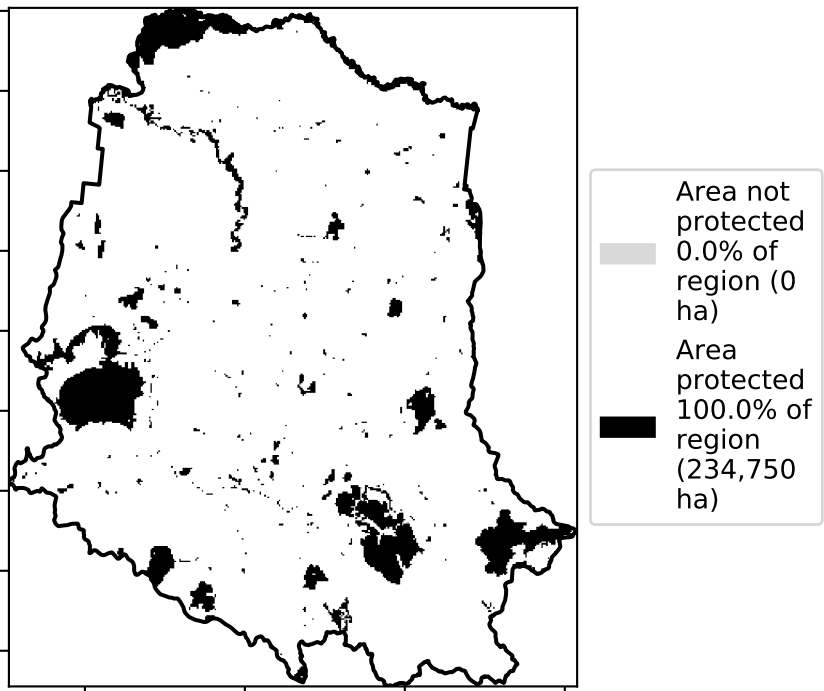 Area not
protected
0.0% of
region (0
ha)
Area
protected
100.0% of
region
(234,750
ha)